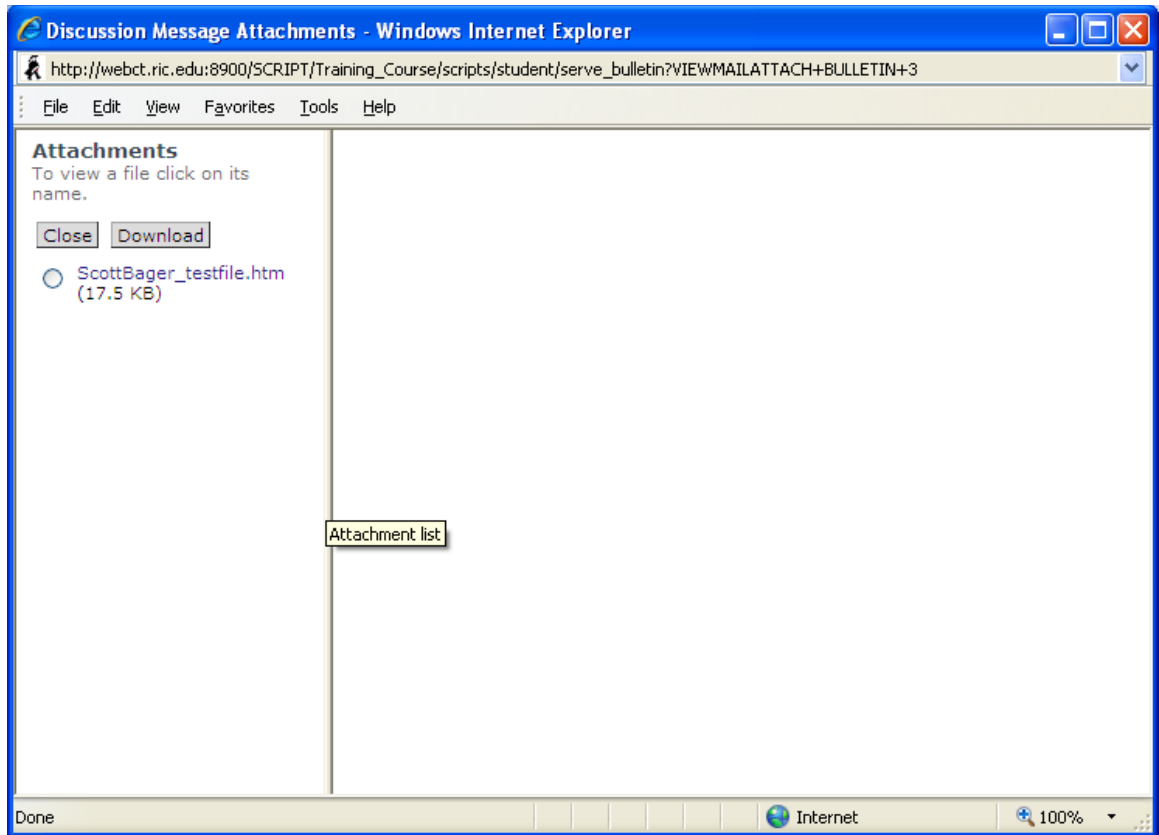 Discussion Message Attachments - Windows Internet Explorer
http://webct.ric.edu:8900/SCRIPT/Training_Course/scripts/student/serve_bulletin?VIEWMAILATTACH+BULLETIN+3
File Edit View Favorites Tools Help
Attachments
To view a file click on its
name.
Close Download
ScottBager_testfile.htm
(17.5 KB)
Attachment list
Done Internet 100%